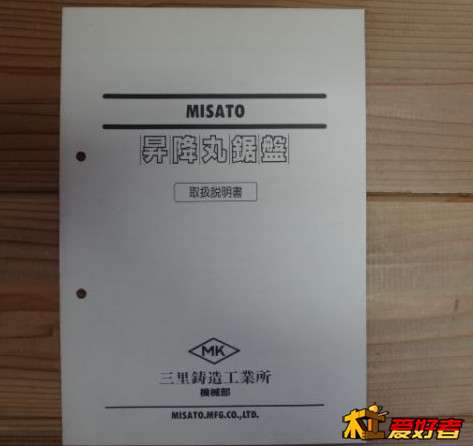 MISATO
昇降丸鋸盤
取扱説明書
MK
三里鋳造工業所
機械部
MISATO.MFG.CO.,LTD.
木工爱好者